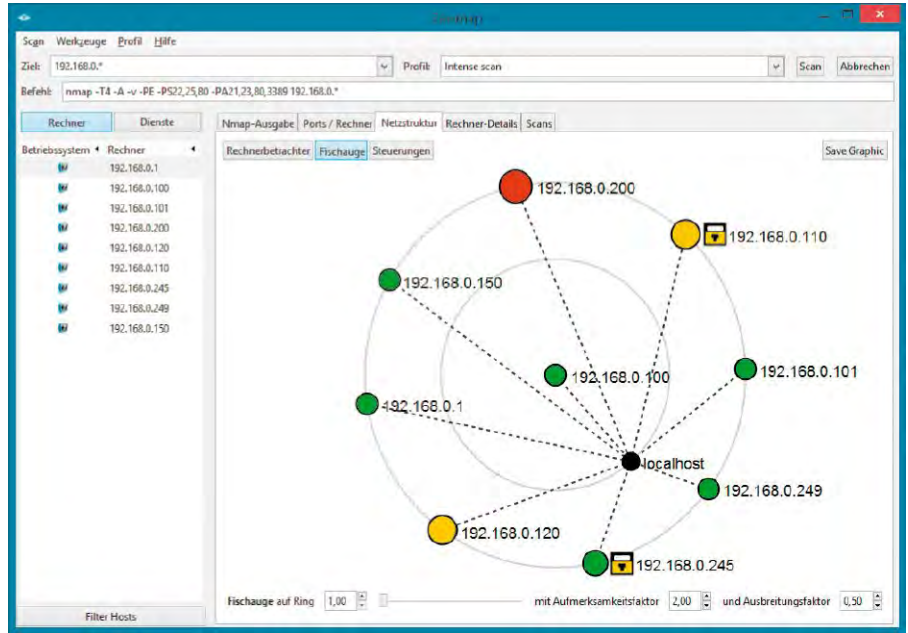 Scan Werkzeuge Profil Hilfe
Ziel: 192.168.0.* Profil: Intense scan Scan Abbrechen
Befehl: nmap -T4 -A -v -PE -PS22,25,80 -PA21,23,80,3389 192.168.0.*
Rechner Dienste
Nmap-Ausgabe Ports / Rechner Netzstruktur Rechner-Details Scans
Betriebssystem Rechner
192.168.0.1
192.168.0.100
192.168.0.101
192.168.0.200
192.168.0.120
192.168.0.110
192.168.0.245
192.168.0.249
192.168.0.150
Filter Hosts
Rechnerbetrachter Fischauge Steuerungen Save Graphic
192.168.0.200
192.168.0.110
192.168.0.150
192.168.0.101
192.168.0.100
192.168.0.1
localhost
192.168.0.249
192.168.0.120
192.168.0.245
Fischauge auf Ring 1,00 mit Aufmerksamkeitsfaktor 2,00 und Ausbreitungsfaktor 0,50